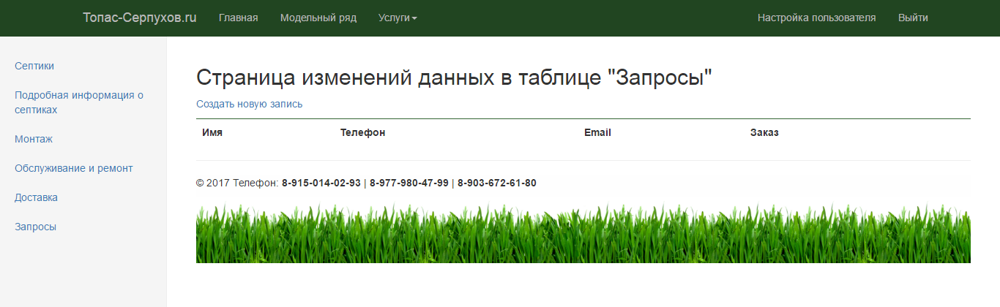 Топас-Серпухов.ru Главная Модельный ряд Услуги Настройка пользователя Выйти
Септики
Подробная информация о
септиках
Монтаж
Обслуживание и ремонт
Доставка
Запросы
Страница изменений данных в таблице "Запросы"
Создать новую запись
Имя Телефон Email Заказ
© 2017 Телефон: 8-915-014-02-93 | 8-977-980-47-99 | 8-903-672-61-80